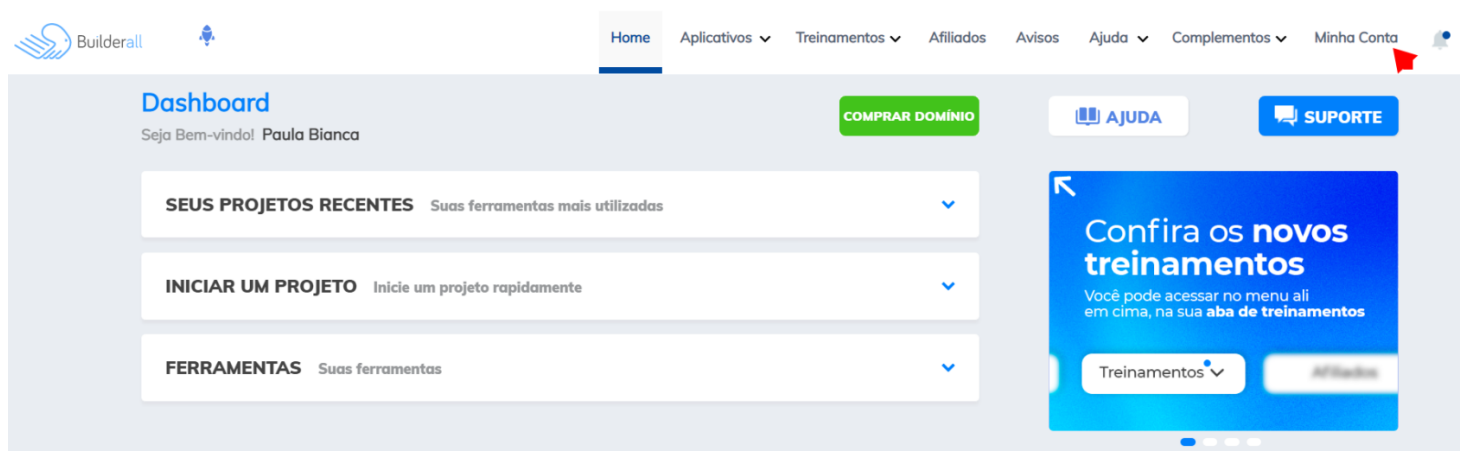 Builderall
Home Aplicativos Treinamentos Afiliados Avisos Ajuda Complementos Minha Conta
Dashboard
Seja Bem-vindo! Paula Bianca
COMPRAR DOMÍNIO
AJUDA
SUPORTE
SEUS PROJETOS RECENTES Suas ferramentas mais utilizadas
INICIAR UM PROJETO Inicie um projeto rapidamente
FERRAMENTAS Suas ferramentas
Confira os novos
treinamentos
Você pode acessar no menu ali
em cima, na sua aba de treinamentos
Treinamentos
Afiliados